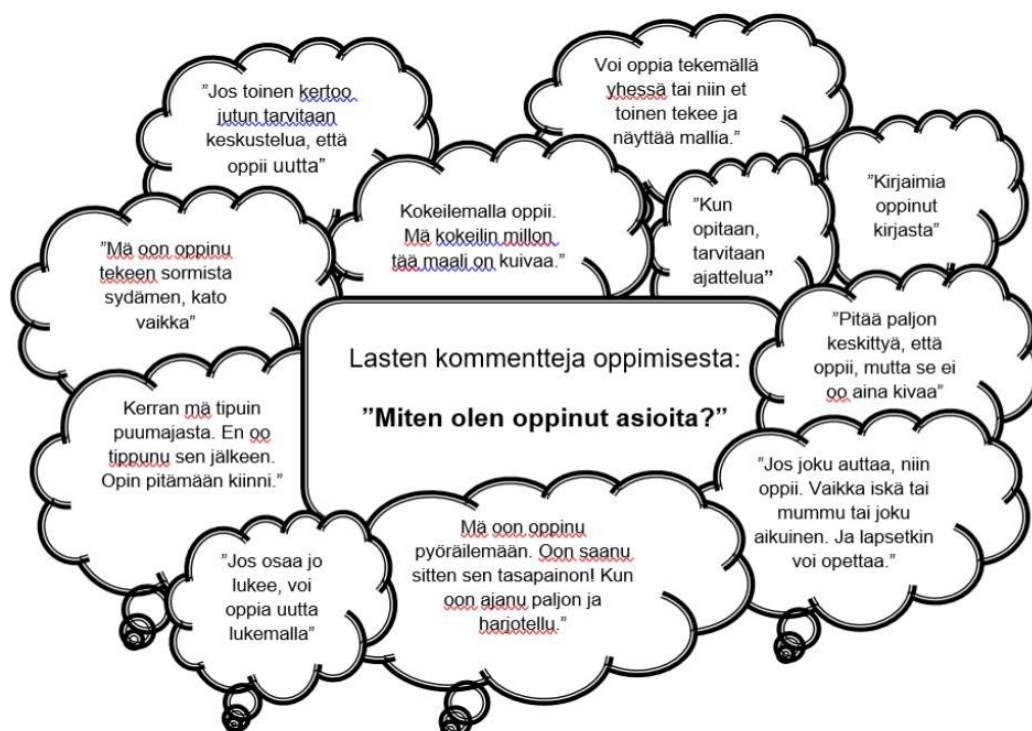 ”Jos toinen kertoo
jutun tarvitaan
keskustelua, että
oppii uutta”
Voi oppia tekemällä
yhessä tai niin et
toinen tekee ja
näyttää mallia.”
Kokeilemalla oppii.
Mä kokeilin millon
tää maali on kuivaa.”
”Kun
opitaan,
tarvitaan
ajattelua”
”Kirjaimia
oppinut
kirjasta”
”Mä oon oppinu
tekeen sormista
sydämen, kato
vaikka”
”Pitää paljon
keskittyä, että
oppii, mutta se ei
oo aina kivaa”
Lasten kommentteja oppimisesta:
”Miten olen oppinut asioita?”
Kerran mä tipuin
puumajasta. En oo
tippunu sen jälkeen.
Opin pitämään kiinni.”
”Jos joku auttaa, niin
oppii. Vaikka iskä tai
mummu tai joku
aikuinen. Ja lapsetkin
voi opettaa.”
”Jos osaa jo
lukee, voi
oppia uutta
lukemalla”
Mä oon oppinu
pyöräilemään. Oon saanu
sitten sen tasapainon! Kun
oon ajanu paljon ja
harjotellu.”